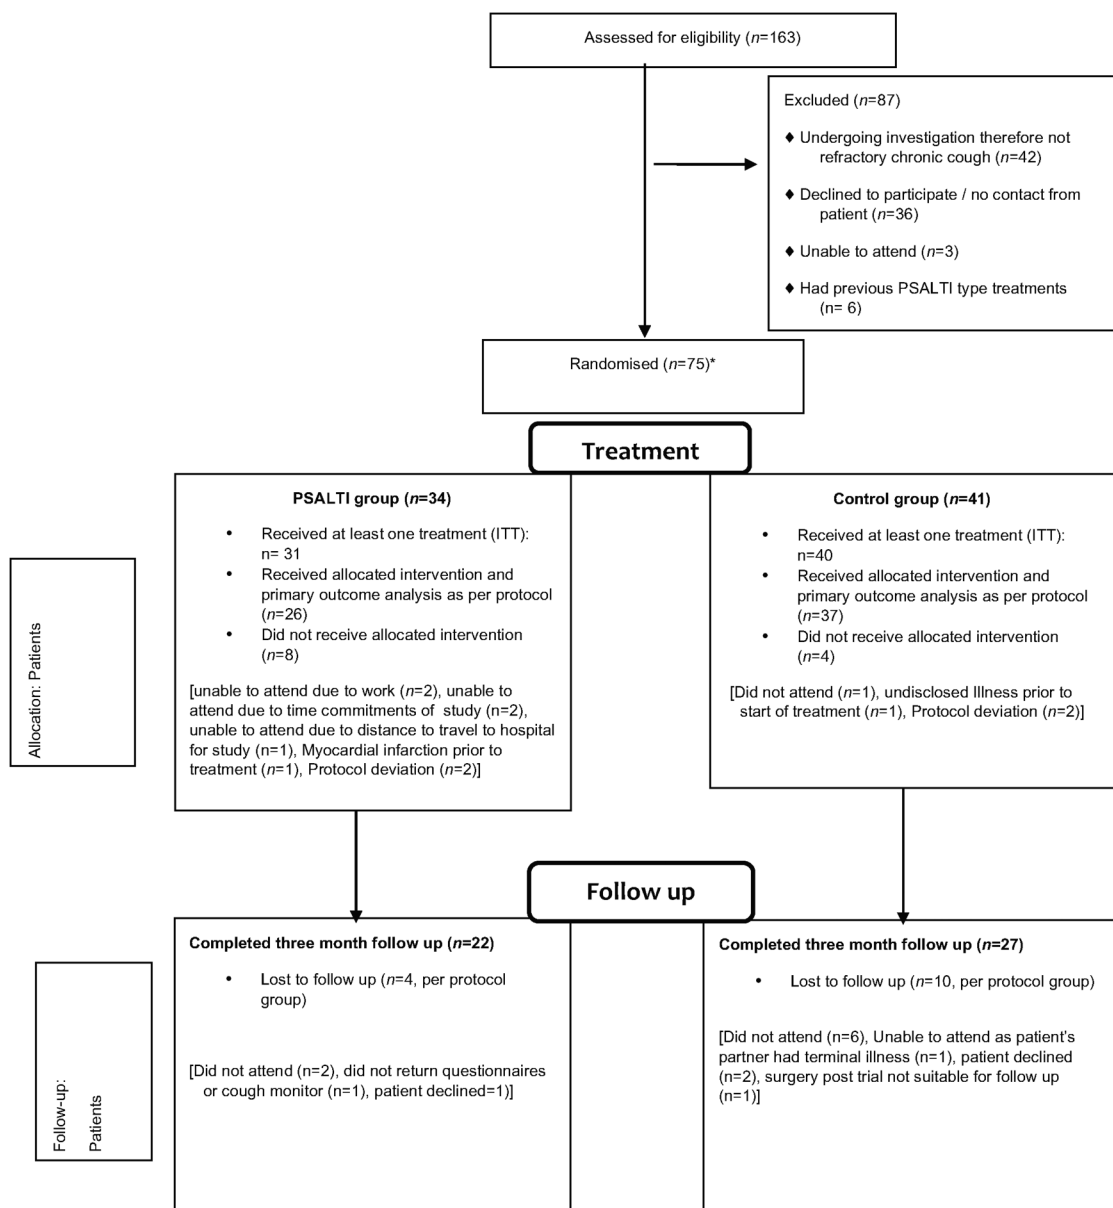 Assessed for eligibility (n=163)
Excluded (n=87)
♦ Undergoing investigation therefore not
refractory chronic cough (n=42)
♦ Declined to participate / no contact from
patient (n=36)
♦ Unable to attend (n=3)
♦ Had previous PSALTI type treatments
(n= 6)
Randomised (n=75)*
Treatment
Allocation: Patients
PSALTI group (n=34)
• Received at least one treatment (ITT):
n= 31
• Received allocated intervention and
primary outcome analysis as per protocol
(n=26)
• Did not receive allocated intervention
(n=8)
[unable to attend due to work (n=2), unable to
attend due to time commitments of study (n=2),
unable to attend due to distance to travel to hospital
for study (n=1), Myocardial infarction prior to
treatment (n=1), Protocol deviation (n=2)]
Control group (n=41)
• Received at least one treatment (ITT):
n=40
• Received allocated intervention and
primary outcome analysis as per protocol
(n=37)
• Did not receive allocated intervention
(n=4)
[Did not attend (n=1), undisclosed Illness prior to
start of treatment (n=1), Protocol deviation (n=2)]
Follow up
Follow-up:
Patients
Completed three month follow up (n=22)
• Lost to follow up (n=4, per protocol
group)
[Did not attend (n=2), did not return questionnaires
or cough monitor (n=1), patient declined=1)]
Completed three month follow up (n=27)
• Lost to follow up (n=10, per protocol group)
[Did not attend (n=6), Unable to attend as patient's
partner had terminal illness (n=1), patient declined
(n=2), surgery post trial not suitable for follow up
(n=1)]